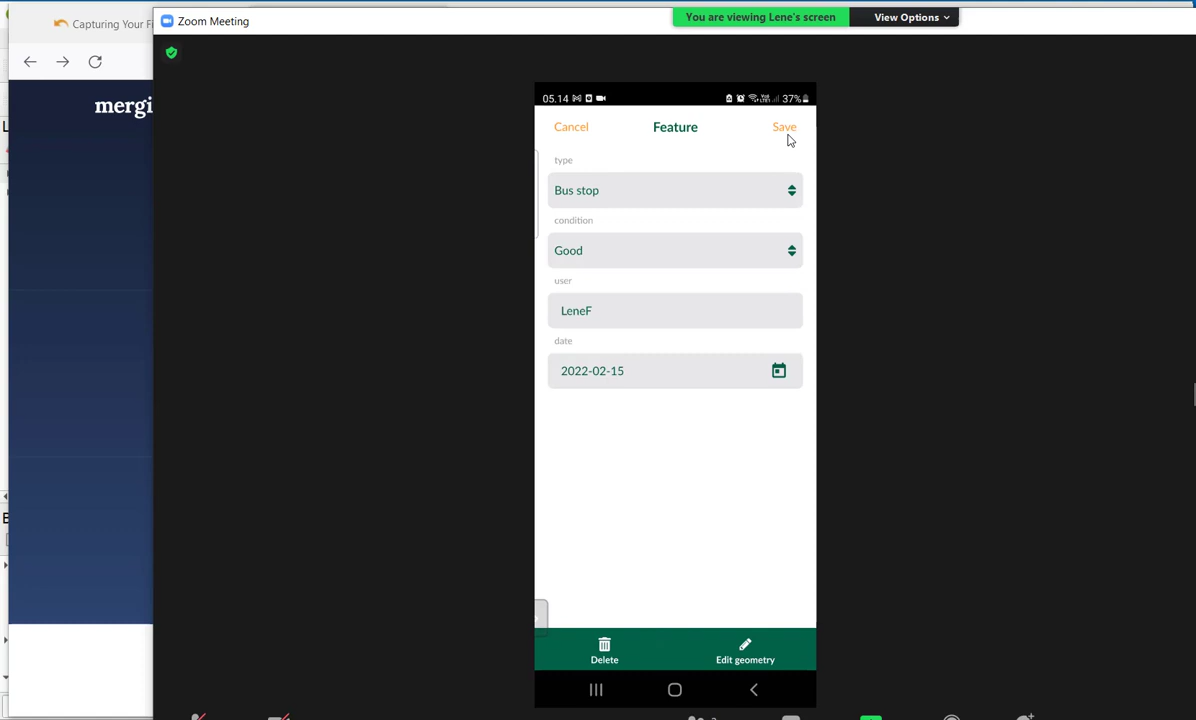 Capturing Your Fi
Zoom Meeting
You are viewing Lene's screen
View Options
mergi
05.14
37%
Cancel
Feature
Save
type
Bus stop
condition
Good
user
LeneF
date
2022-02-15
Delete
Edit geometry